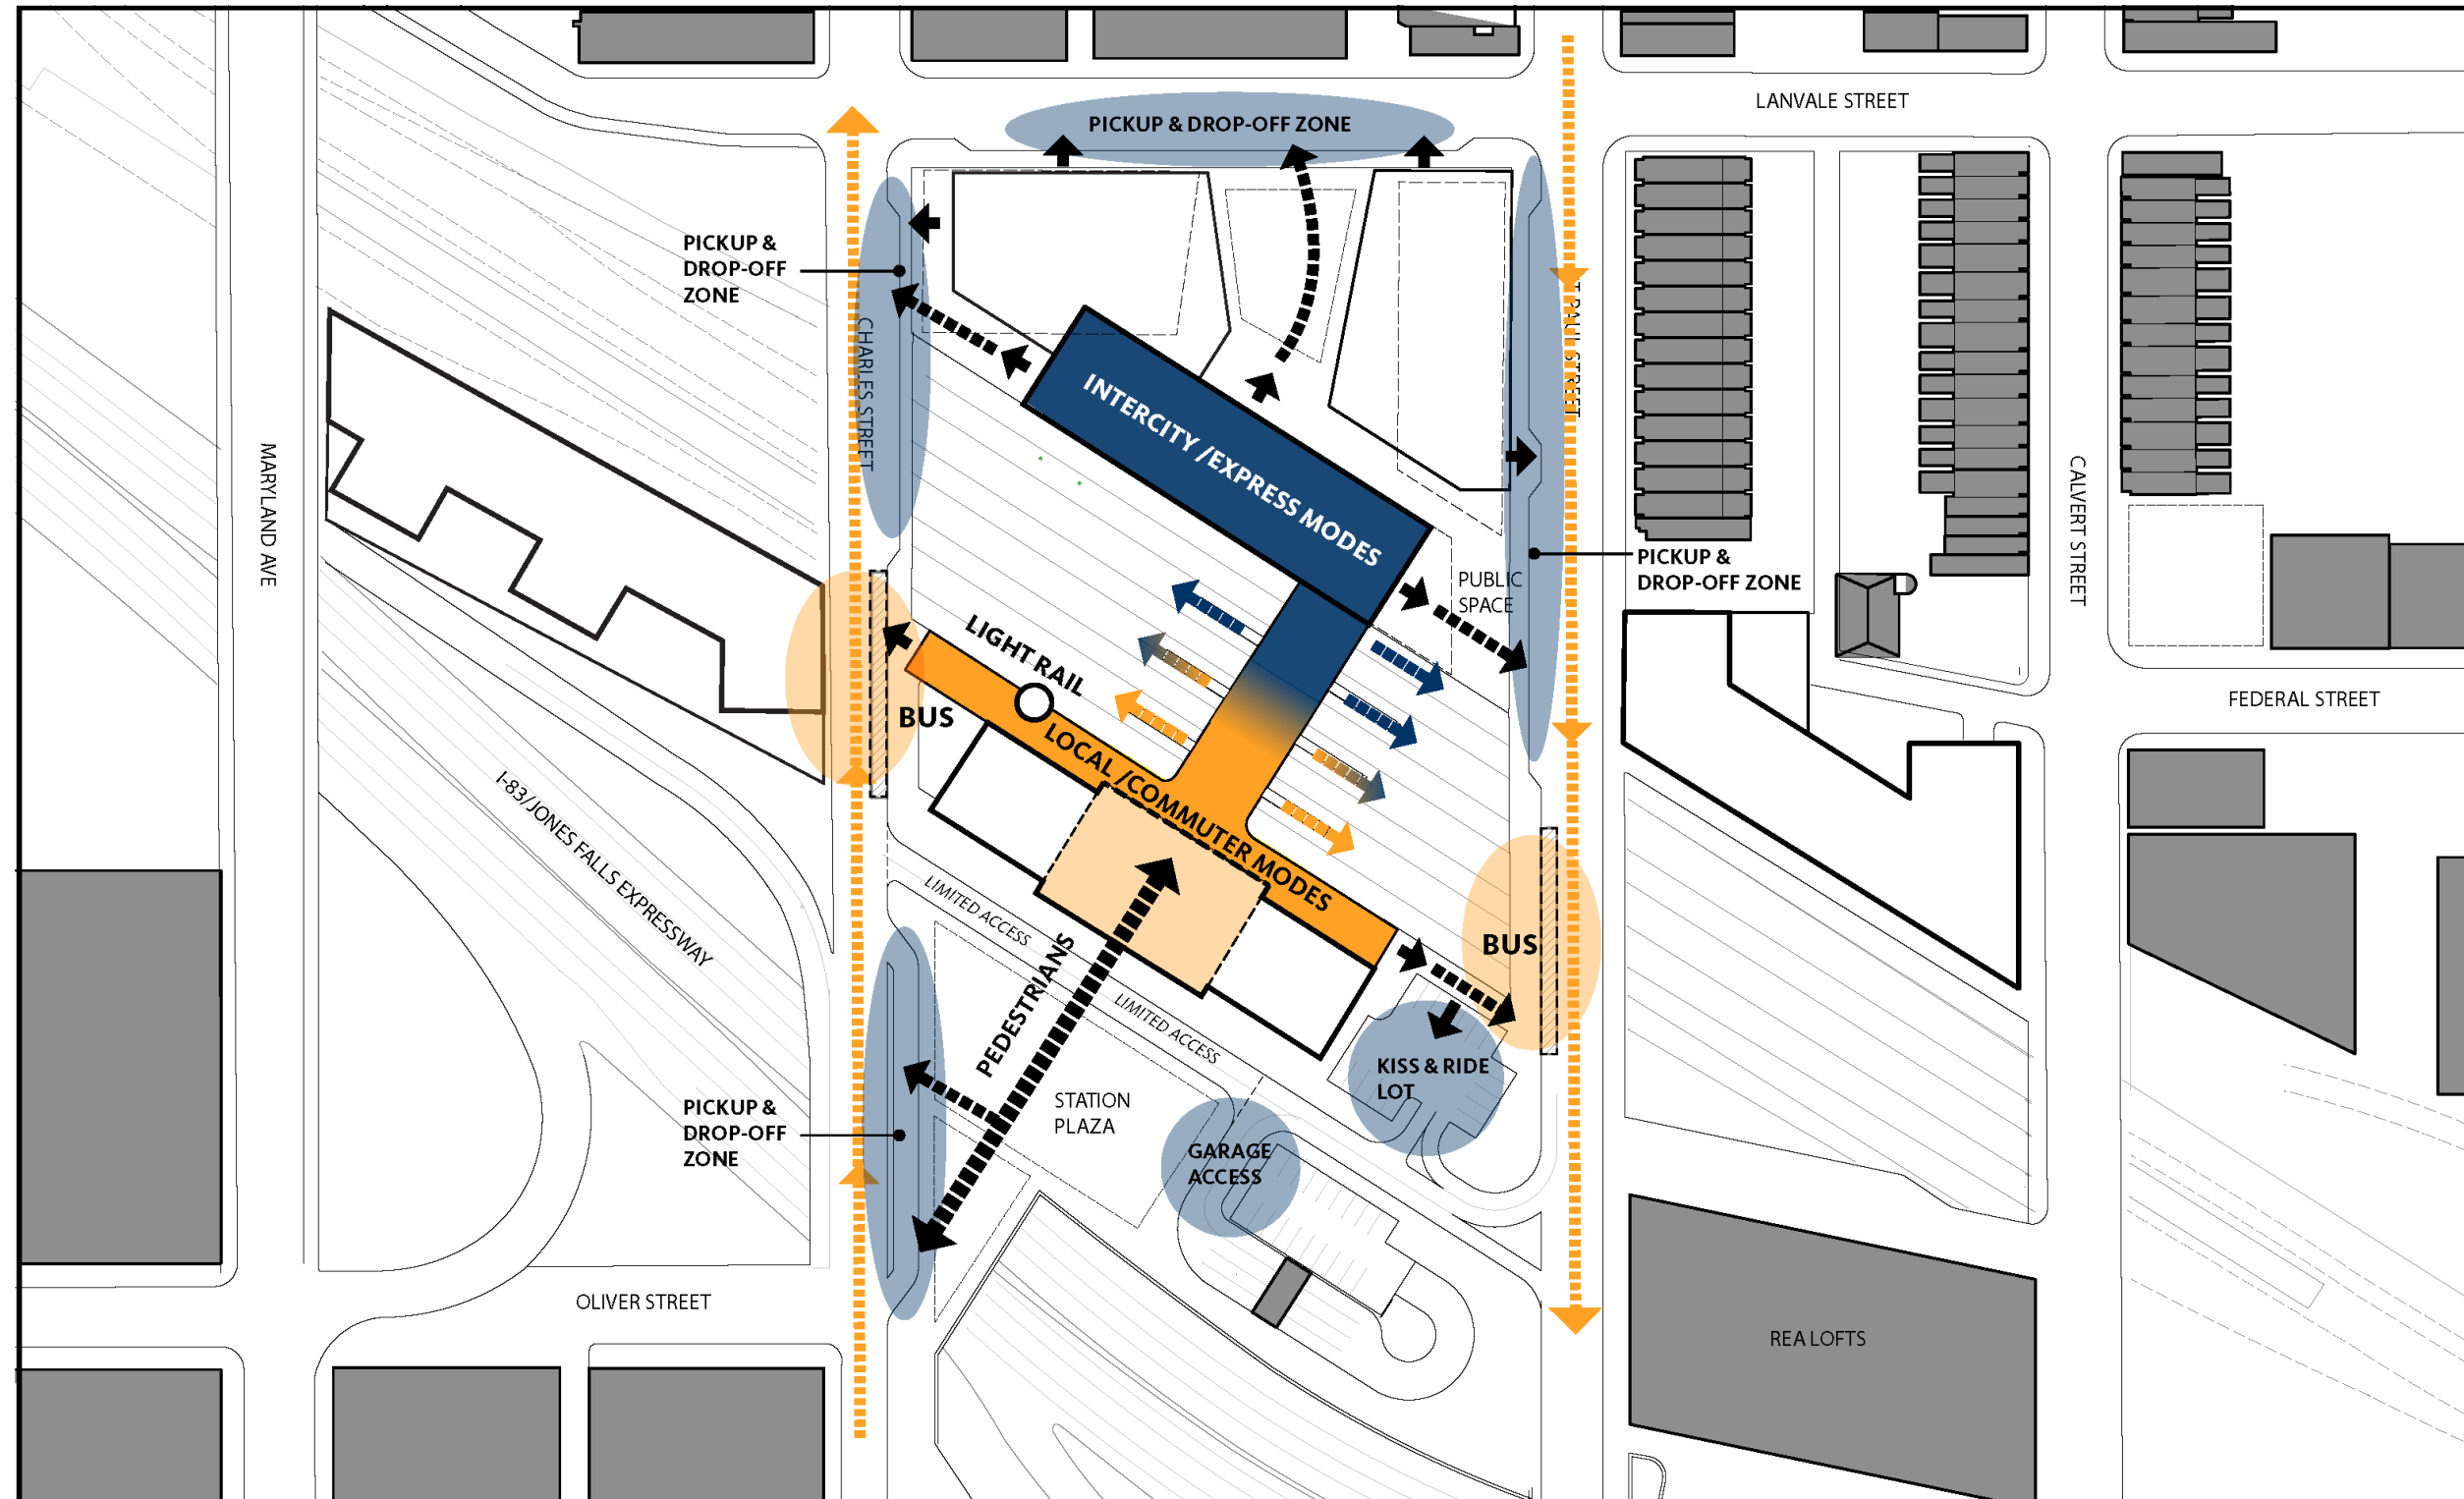 LANVALE STREET
PICKUP & DROP-OFF ZONE
PICKUP &
DROP-OFF
ZONE
CHARLES STREET
INTERCITY /EXPRESS MODES
MARYLAND AVE
CALVERT STREET
PICKUP &
DROP-OFF ZONE
PUBLIC
SPACE
LIGHT RAIL
FEDERAL STREET
BUS
LOCAL /COMMUTER MODES
I-83/JONES FALLS EXPRESSWAY
LIMITED ACCESS
BUS
PEDESTRIANS
LIMITED ACCESS
KISS & RIDE
LOT
PICKUP &
DROP-OFF
ZONE
STATION
PLAZA
GARAGE
ACCESS
OLIVER STREET
REA LOFTS